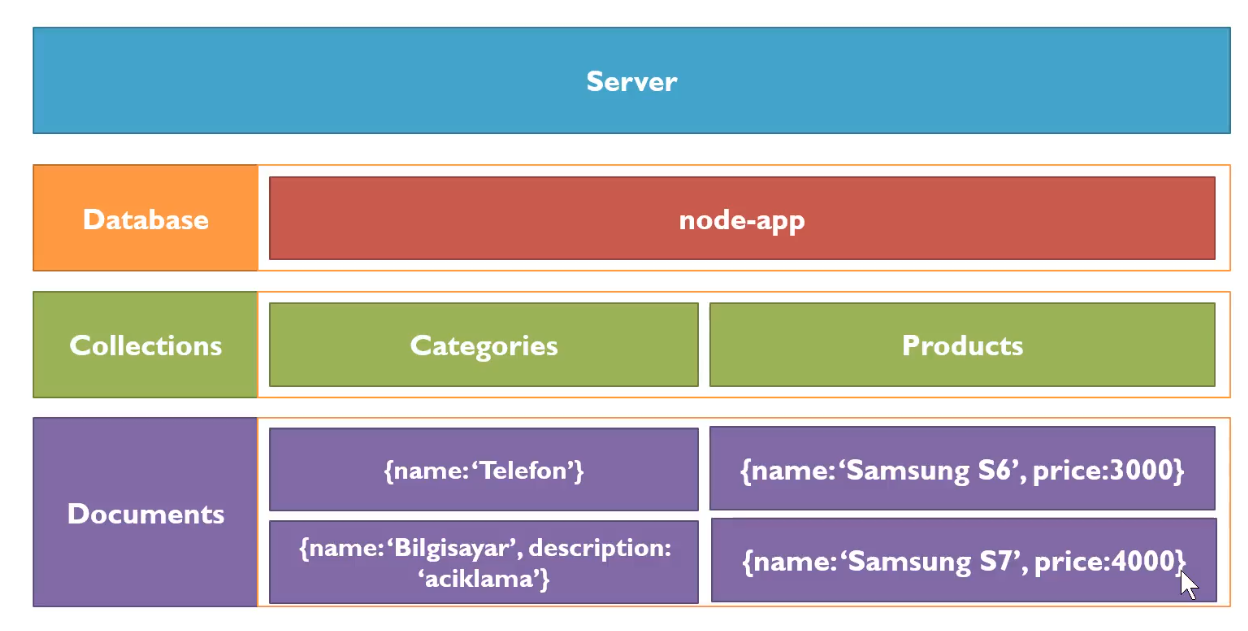 Server
Database
node-app
Collections
Categories
Products
Documents
{name:‘Telefon’}
{name:‘Samsung S6’, price:3000}
{name:‘Bilgisayar’, description:
‘aciklama’}
{name:‘Samsung S7’, price:4000}